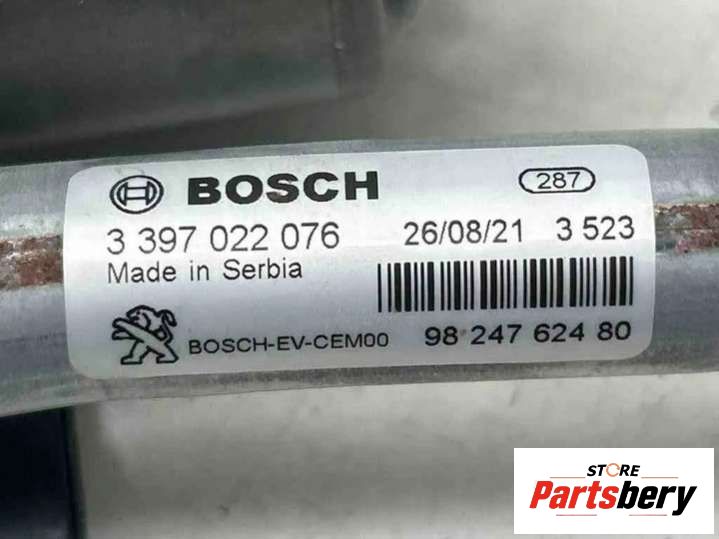 BOSCH 287
3 397 022 076 26/08/21 3 523
Made in Serbia
BOSCH-EV-CEM00 98 247 624 80
STORE
Partsbery